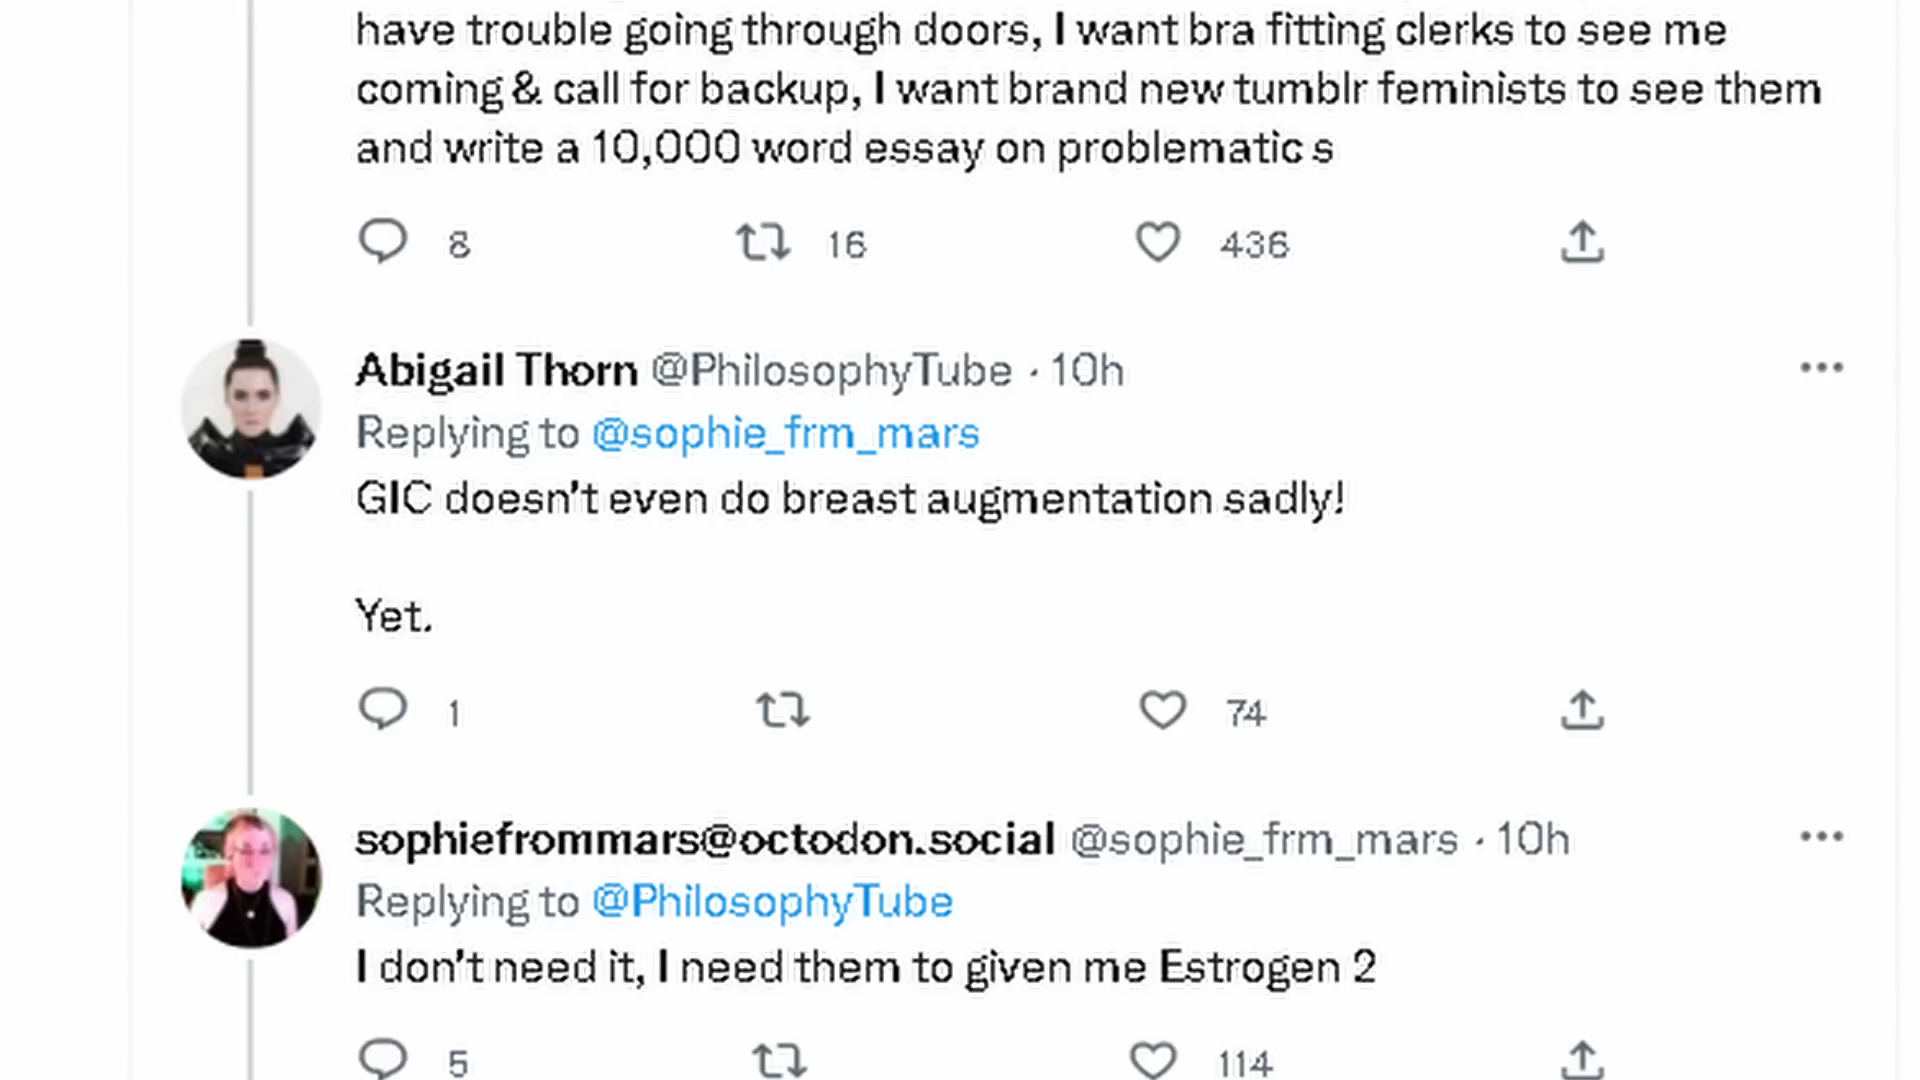 have trouble going through doors, I want bra fitting clerks to see me
coming & call for backup, I want brand new tumblr feminists to see them
and write a 10,000 word essay on problematic s
8 16 436
Abigail Thorn @PhilosophyTube · 10h
Replying to @sophie_frm_mars
GIC doesn't even do breast augmentation sadly!
Yet.
1 74
sophiefrommars@octodon.social @sophie_frm_mars · 10h
Replying to @PhilosophyTube
I don't need it, I need them to given me Estrogen 2
5 114